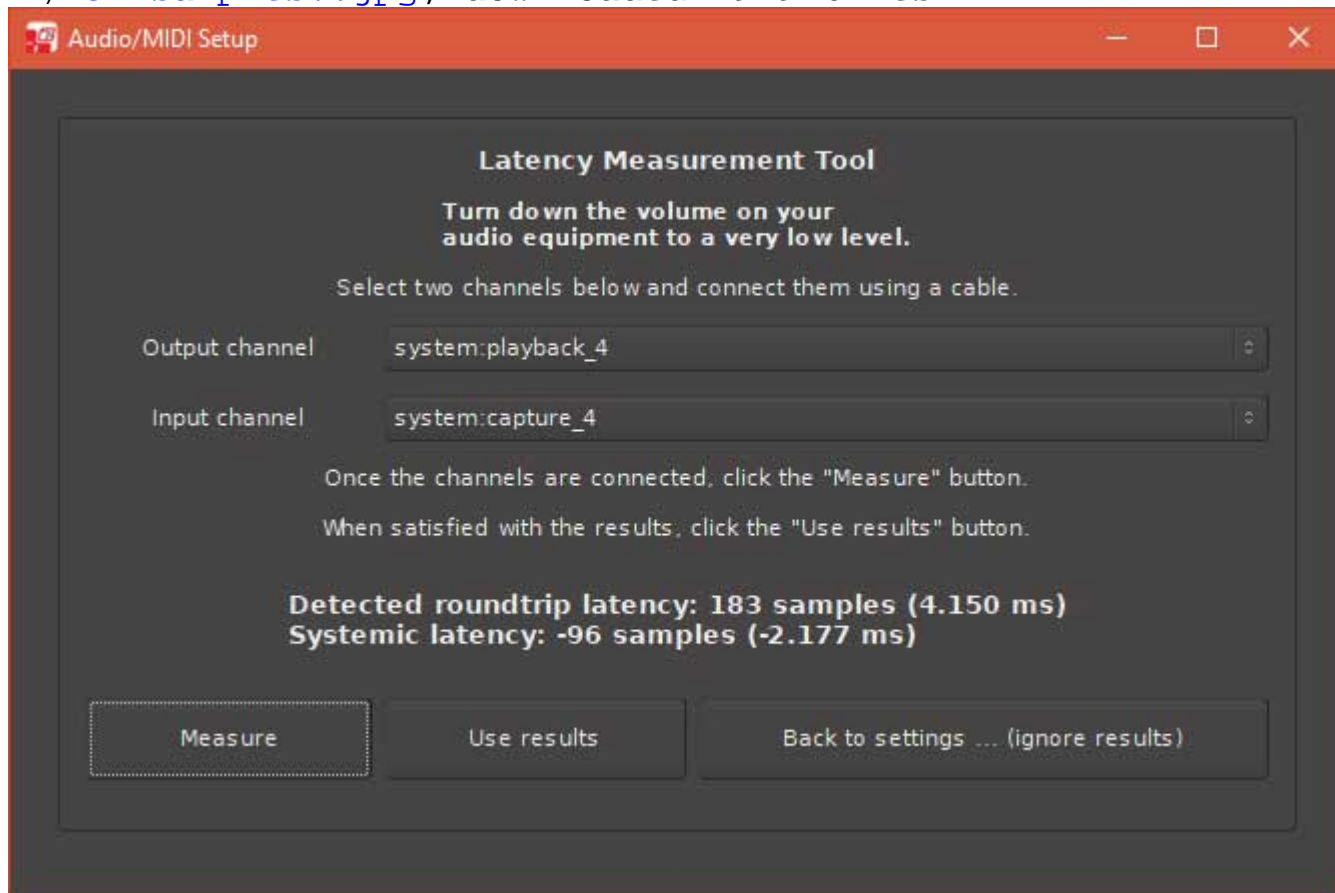 Audio/MIDI Setup
Latency Measurement Tool
Turn down the volume on your
audio equipment to a very low level.
Select two channels below and connect them using a cable.
Output channel system:playback_4
Input channel system:capture_4
Once the channels are connected, click the "Measure" button.
When satisfied with the results, click the "Use results" button.
Detected roundtrip latency: 183 samples (4.150 ms)
Systemic latency: -96 samples (-2.177 ms)
Measure Use results Back to settings ... (ignore results)